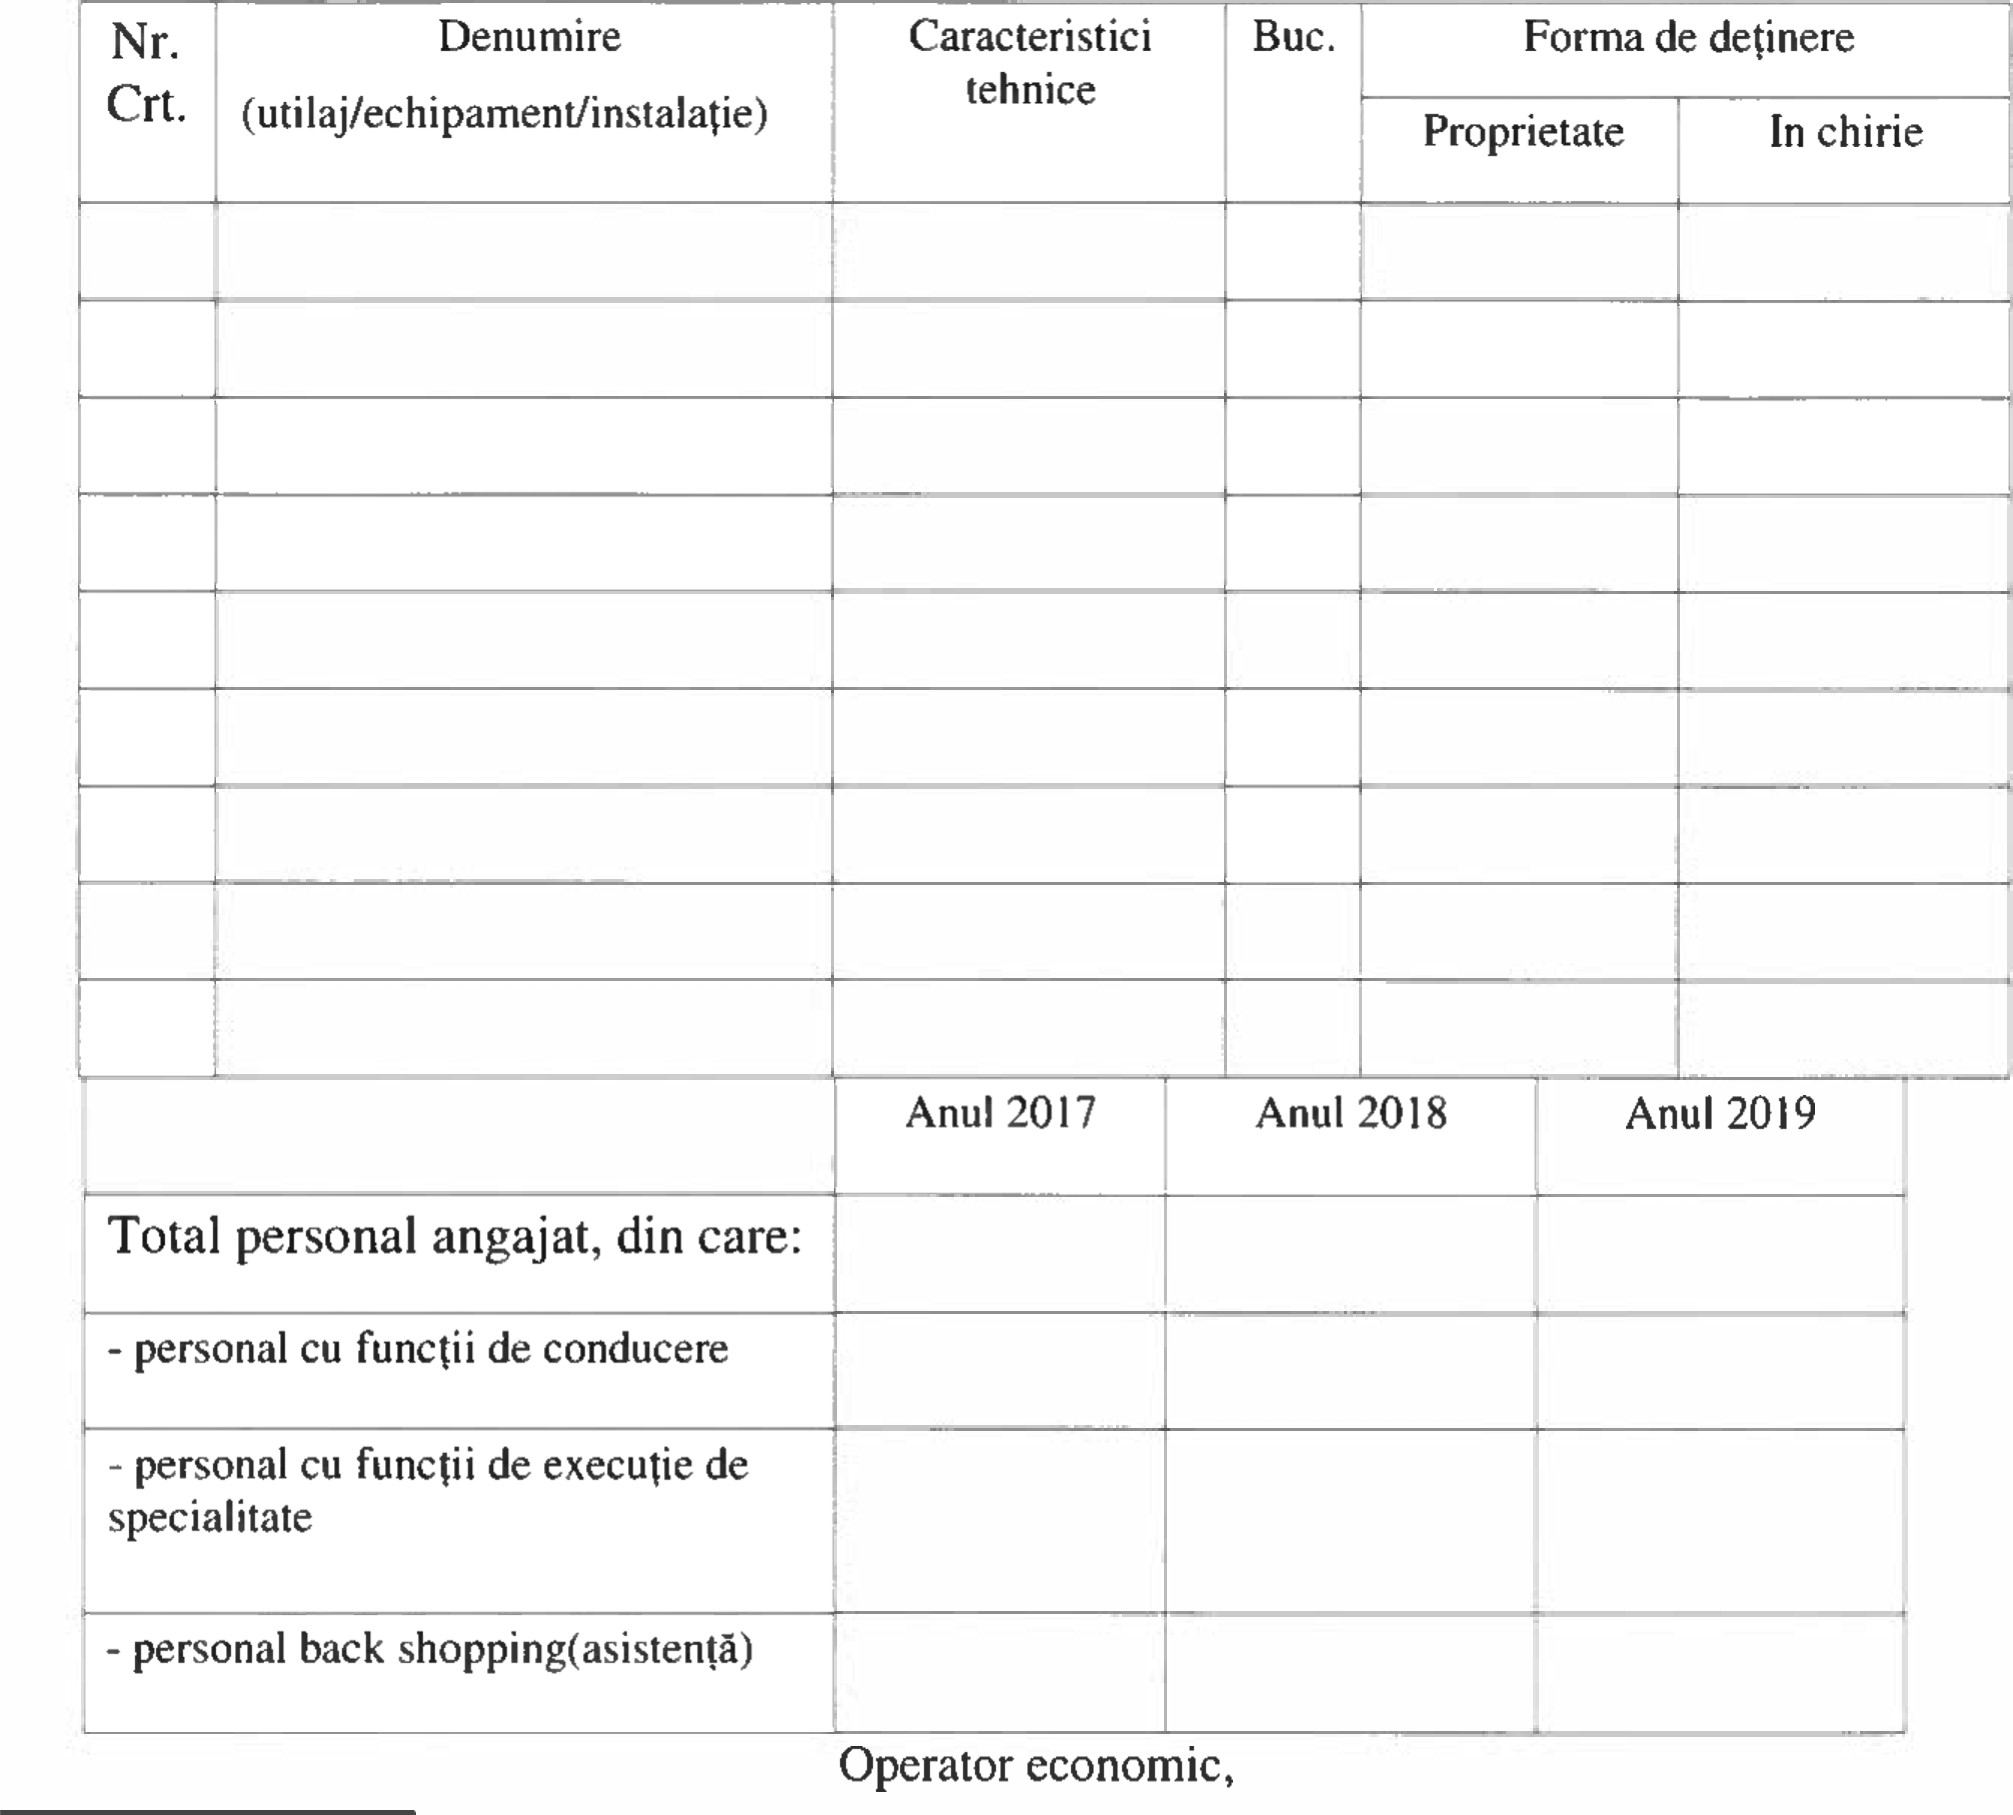 Nr.
Crt.
Denumire
(utilaj/echipament/instalație)
Caracteristici
tehnice
Buc.
Forma de deținere
Proprietate
In chirie
Anul 2017
Anul 2018
Anul 2019
Total personal angajat, din care:
- personal cu funcții de conducere
- personal cu funcții de execuție de
specialitate
- personal back shopping(asistență)
Operator economic,